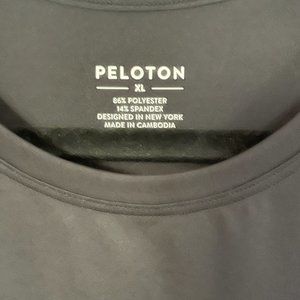 PELOTON
XL
86% POLYESTER
14% SPANDEX
DESIGNED IN NEW YORK
MADE IN CAMBODIA